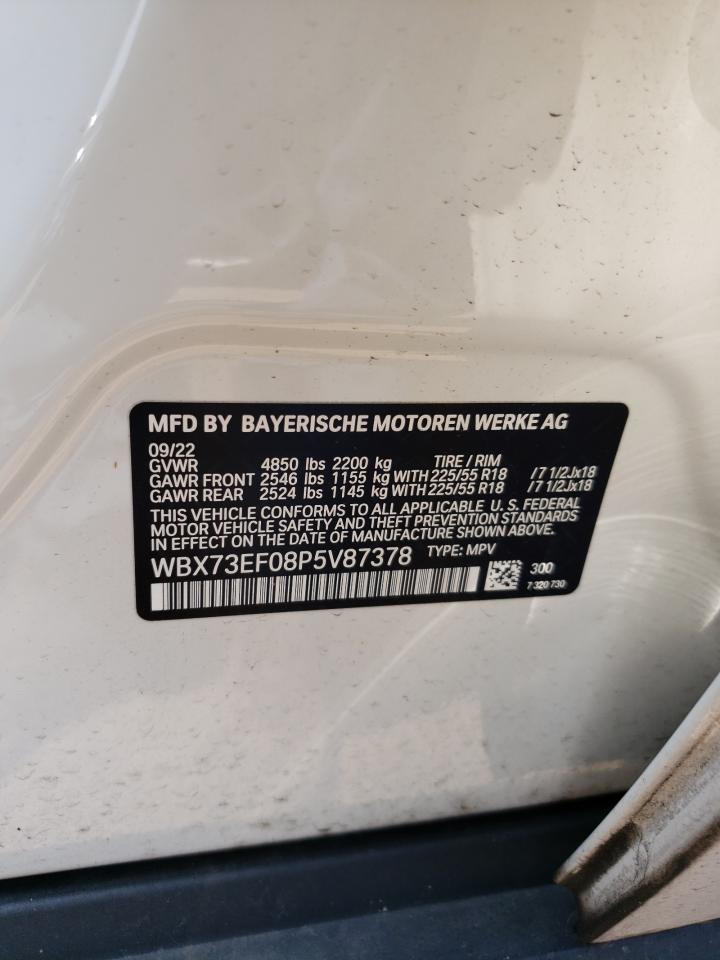 MFD BY BAYERISCHE MOTOREN WERKE AG
09/22
GVWR 4850 lbs 2200 kg TIRE / RIM
GAWR FRONT 2546 lbs 1155 kg WITH 225/55 R18 / 7 1/2Jx18
GAWR REAR 2524 lbs 1145 kg WITH 225/55 R18 / 7 1/2Jx18
THIS VEHICLE CONFORMS TO ALL APPLICABLE U. S. FEDERAL
MOTOR VEHICLE SAFETY AND THEFT PREVENTION STANDARDS
IN EFFECT ON THE DATE OF MANUFACTURE SHOWN ABOVE.
WBX73EF08P5V87378 TYPE: MPV
300
7 320 730